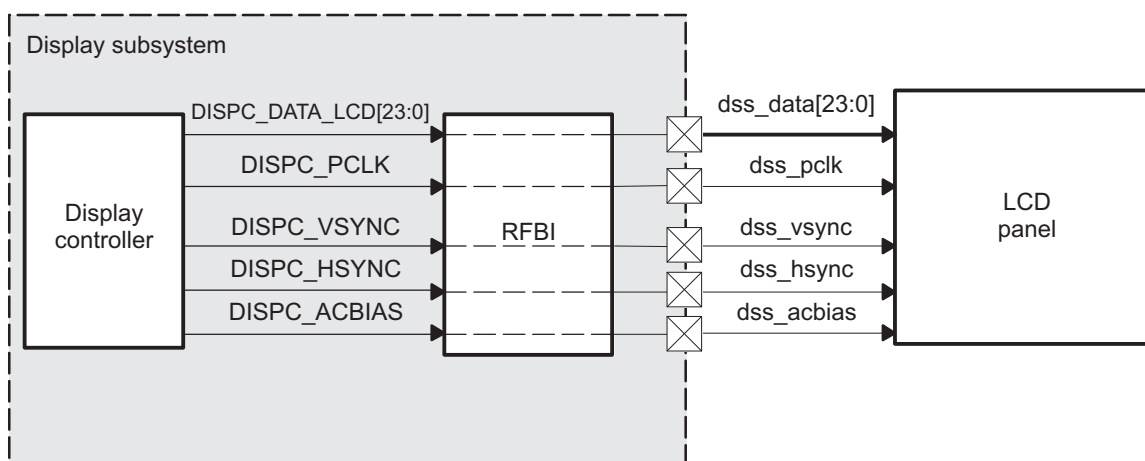 Display subsystem
DISPC_DATA_LCD[23:0]
dss_data[23:0]
DISPC_PCLK
dss_pclk
Display
controller
DISPC_VSYNC
RFBI
dss_vsync
LCD
panel
DISPC_HSYNC
dss_hsync
DISPC_ACBIAS
dss_acbias